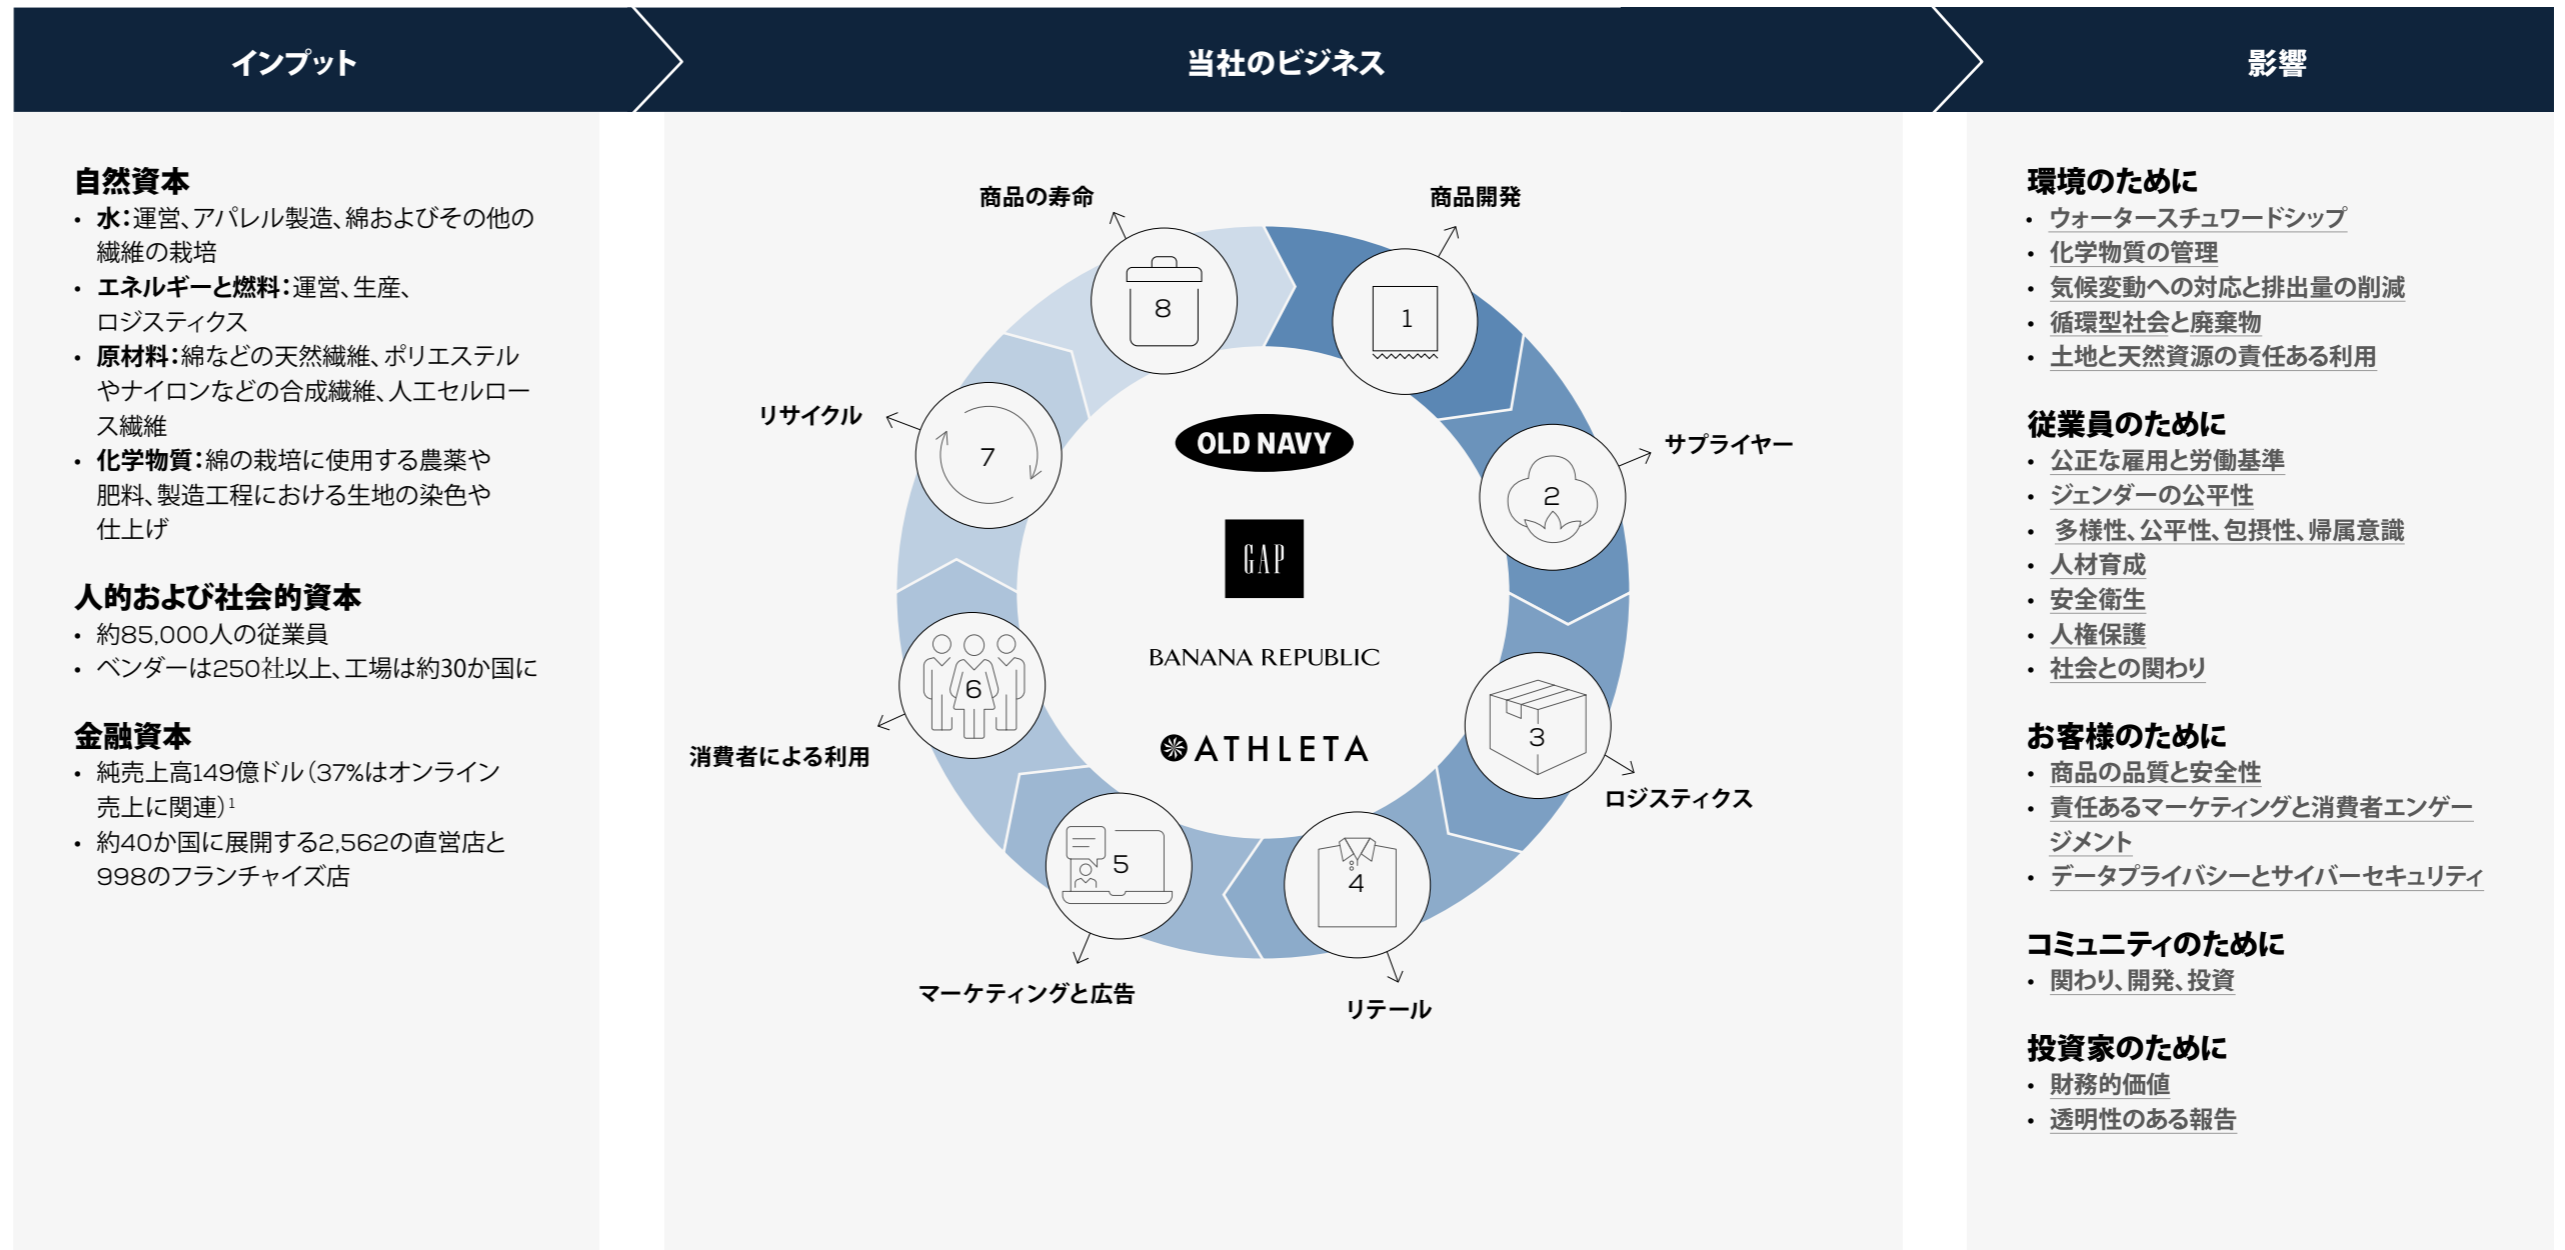 インプット
当社のビジネス
影響
自然資本
• 水：運営、アパレル製造、綿およびその他の
繊維の栽培
• エネルギーと燃料：運営、生産、
ロジスティクス
• 原材料：綿などの天然繊維、ポリエステル
やナイロンなどの合成繊維、人工セルロー
ス繊維
• 化学物質：綿の栽培に使用する農薬や
肥料、製造工程における生地の染色や
仕上げ
人的および社会的資本
• 約85,000人の従業員
• ベンダーは250社以上、工場は約30か国に
金融資本
• 純売上高149億ドル（37%はオンライン
売上に関連）1
• 約40か国に展開する2,562の直営店と
998のフランチャイズ店
商品開発
1
サプライヤー
2
ロジスティクス
3
リテール
4
マーケティングと広告
5
消費者による利用
6
リサイクル
7
商品の寿命
8
OLD NAVY
GAP
BANANA REPUBLIC
ATHLETA
環境のために
• ウォータースチュワードシップ
• 化学物質の管理
• 気候変動への対応と排出量の削減
• 循環型社会と廃棄物
• 土地と天然資源の責任ある利用
従業員のために
• 公正な雇用と労働基準
• ジェンダーの公平性
• 多様性、公平性、包摂性、帰属意識
• 人材育成
• 安全衛生
• 人権保護
• 社会との関わり
お客様のために
• 商品の品質と安全性
• 責任あるマーケティングと消費者エンゲー
ジメント
• データプライバシーとサイバーセキュリティ
コミュニティのために
• 関わり、開発、投資
投資家のために
• 財務的価値
• 透明性のある報告